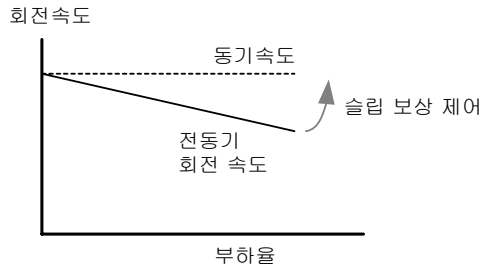 회전속도
동기속도
슬립 보상 제어
전동기
회전 속도
부하율